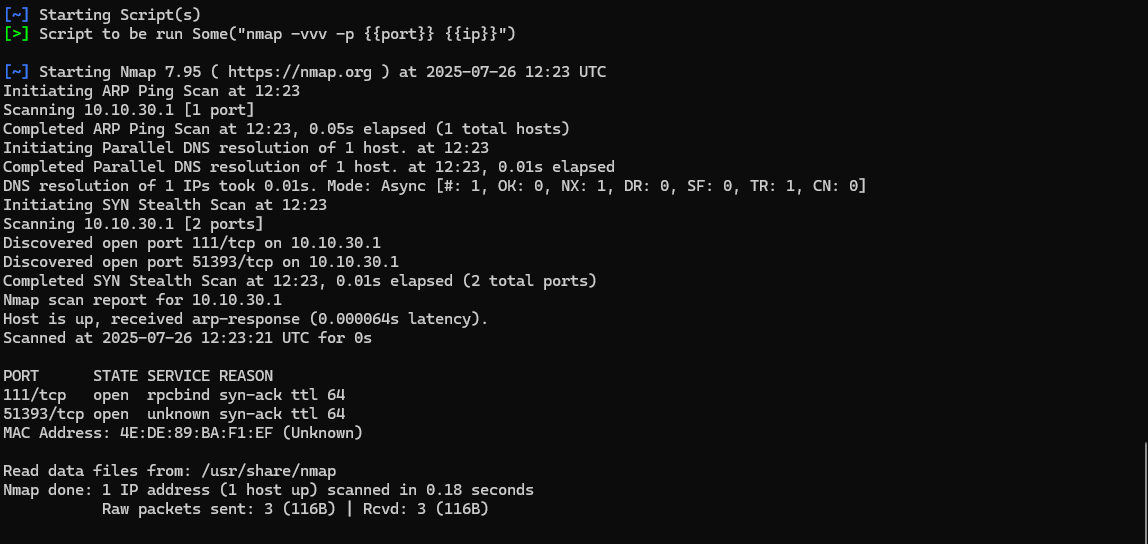 [~] Starting Script(s)
[>] Script to be run Some("nmap -vvv -p {{port}} {{ip}}")
[~] Starting Nmap 7.95 ( https://nmap.org ) at 2025-07-26 12:23 UTC
Initiating ARP Ping Scan at 12:23
Scanning 10.10.30.1 [1 port]
Completed ARP Ping Scan at 12:23, 0.05s elapsed (1 total hosts)
Initiating Parallel DNS resolution of 1 host. at 12:23
Completed Parallel DNS resolution of 1 host. at 12:23, 0.01s elapsed
DNS resolution of 1 IPs took 0.01s. Mode: Async [#: 1, OK: 0, NX: 1, DR: 0, SF: 0, TR: 1, CN: 0]
Initiating SYN Stealth Scan at 12:23
Scanning 10.10.30.1 [2 ports]
Discovered open port 111/tcp on 10.10.30.1
Discovered open port 51393/tcp on 10.10.30.1
Completed SYN Stealth Scan at 12:23, 0.01s elapsed (2 total ports)
Nmap scan report for 10.10.30.1
Host is up, received arp-response (0.000064s latency).
Scanned at 2025-07-26 12:23:21 UTC for 0s
PORT      STATE SERVICE REASON
111/tcp   open  rpcbind syn-ack ttl 64
51393/tcp open  unknown syn-ack ttl 64
MAC Address: 4E:DE:89:BA:F1:EF (Unknown)
Read data files from: /usr/share/nmap
Nmap done: 1 IP address (1 host up) scanned in 0.18 seconds
           Raw packets sent: 3 (116B) | Rcvd: 3 (116B)